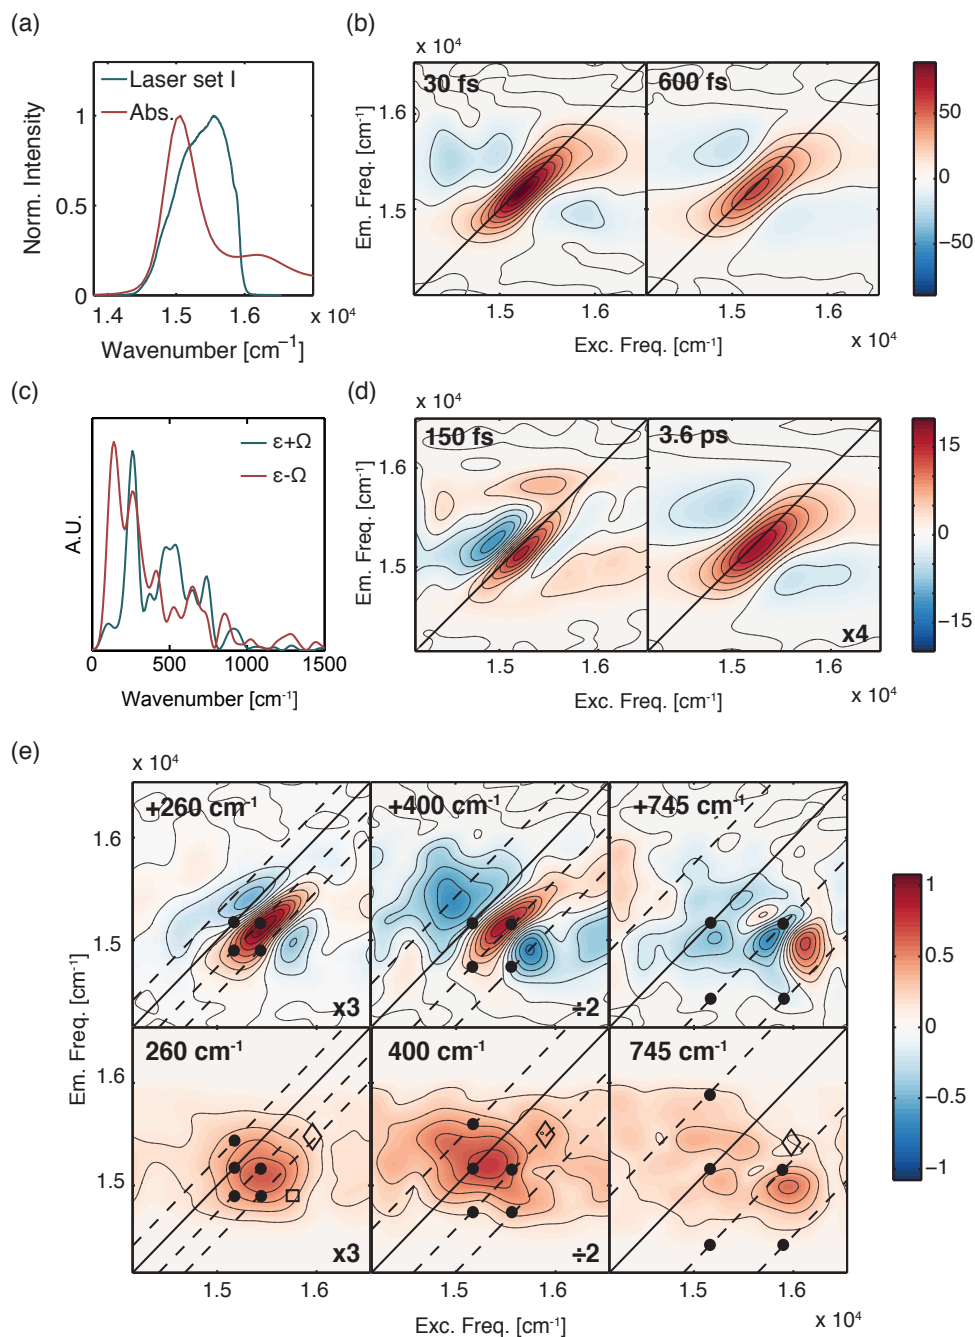 (a)
Laser set I
Abs.
Norm. Intensity
1
0.5
0
1.4 1.5 1.6
x 10⁴
Wavenumber [cm⁻¹]
(b)
x 10⁴
30 fs
600 fs
1.6
1.5
Em. Freq. [cm⁻¹]
1.5 1.6 1.5 1.6
x 10⁴
Exc. Freq. [cm⁻¹]
50
0
−50
(c)
ε+Ω
ε-Ω
A.U.
0 500 1000 1500
Wavenumber [cm⁻¹]
(d)
x 10⁴
150 fs
3.6 ps
1.6
1.5
Em. Freq. [cm⁻¹]
x4
1.5 1.6 1.5 1.6
x 10⁴
Exc. Freq. [cm⁻¹]
15
0
−15
(e)
x 10⁴
+260 cm⁻¹
+400 cm⁻¹
+745 cm⁻¹
1.6
1.5
Em. Freq. [cm⁻¹]
x3
÷2
260 cm⁻¹
400 cm⁻¹
745 cm⁻¹
1.6
1.5
Em. Freq. [cm⁻¹]
x3
÷2
1.5 1.6 1.5 1.6 1.5 1.6
x 10⁴
Exc. Freq. [cm⁻¹]
1
0.5
0
−0.5
−1